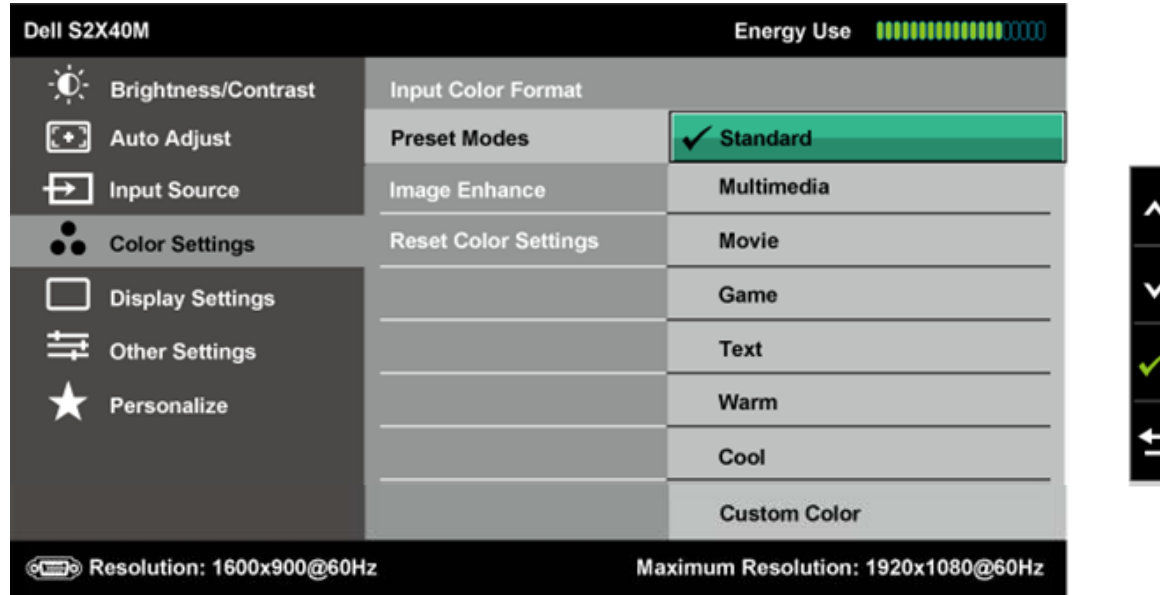 Dell S2X40M Energy Use
Brightness/Contrast Input Color Format
Auto Adjust Preset Modes Standard
Input Source Image Enhance Multimedia
Color Settings Reset Color Settings Movie
Display Settings Game
Other Settings Text
Personalize Warm
Cool
Custom Color
Resolution: 1600x900@60Hz Maximum Resolution: 1920x1080@60Hz